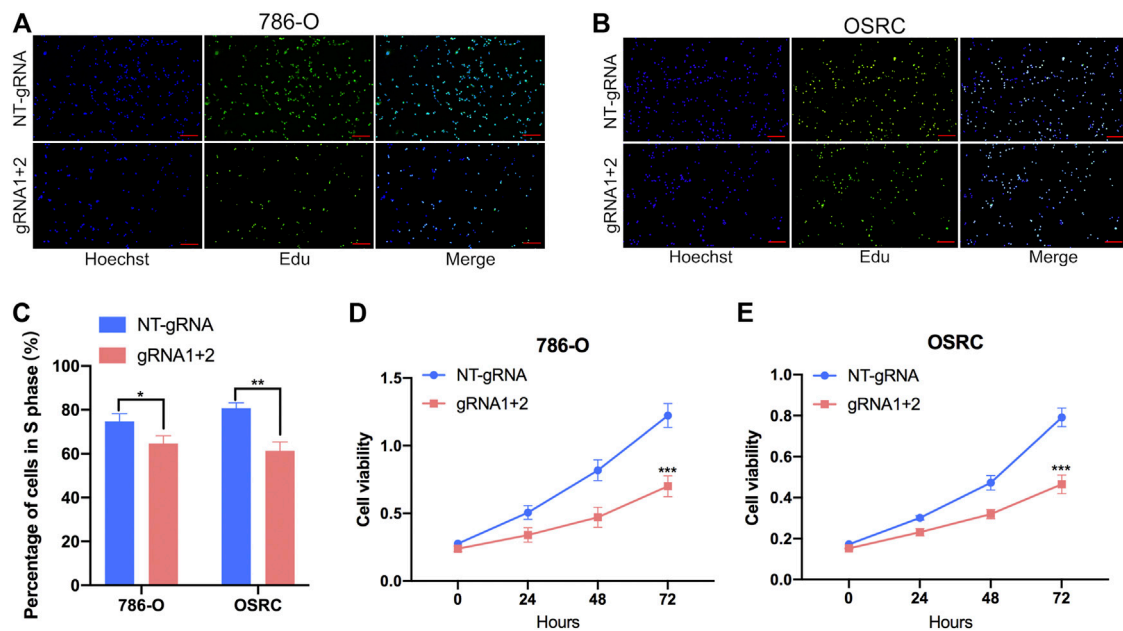 A
786-O
NT-gRNA
gRNA1+2
Hoechst
Edu
Merge
B
OSRC
NT-gRNA
gRNA1+2
Hoechst
Edu
Merge
C
NT-gRNA
gRNA1+2
Percentage of cells in S phase (%)
100
80
60
40
20
0
*
**
786-O
OSRC
D
786-O
NT-gRNA
gRNA1+2
Cell viability
1.5
1.0
0.5
0.0
***
0 24 48 72
Hours
E
OSRC
NT-gRNA
gRNA1+2
Cell viability
1.0
0.8
0.6
0.4
0.2
0.0
***
0 24 48 72
Hours